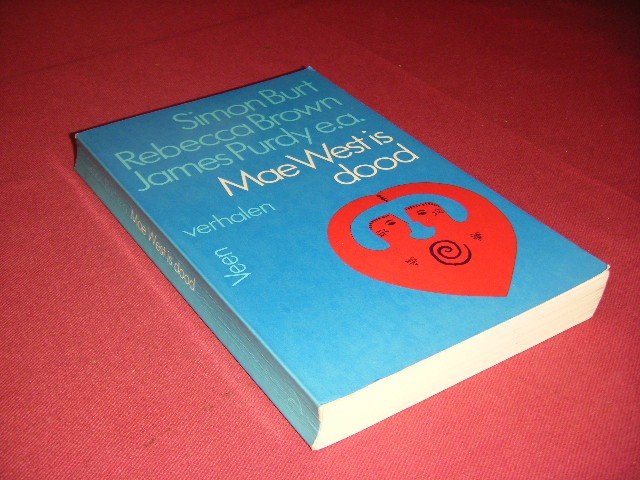 Simon Burt
Rebecca Brown
James Purdy e.a.
Mae West is
dood
verhalen
Veen
Mae West is dood